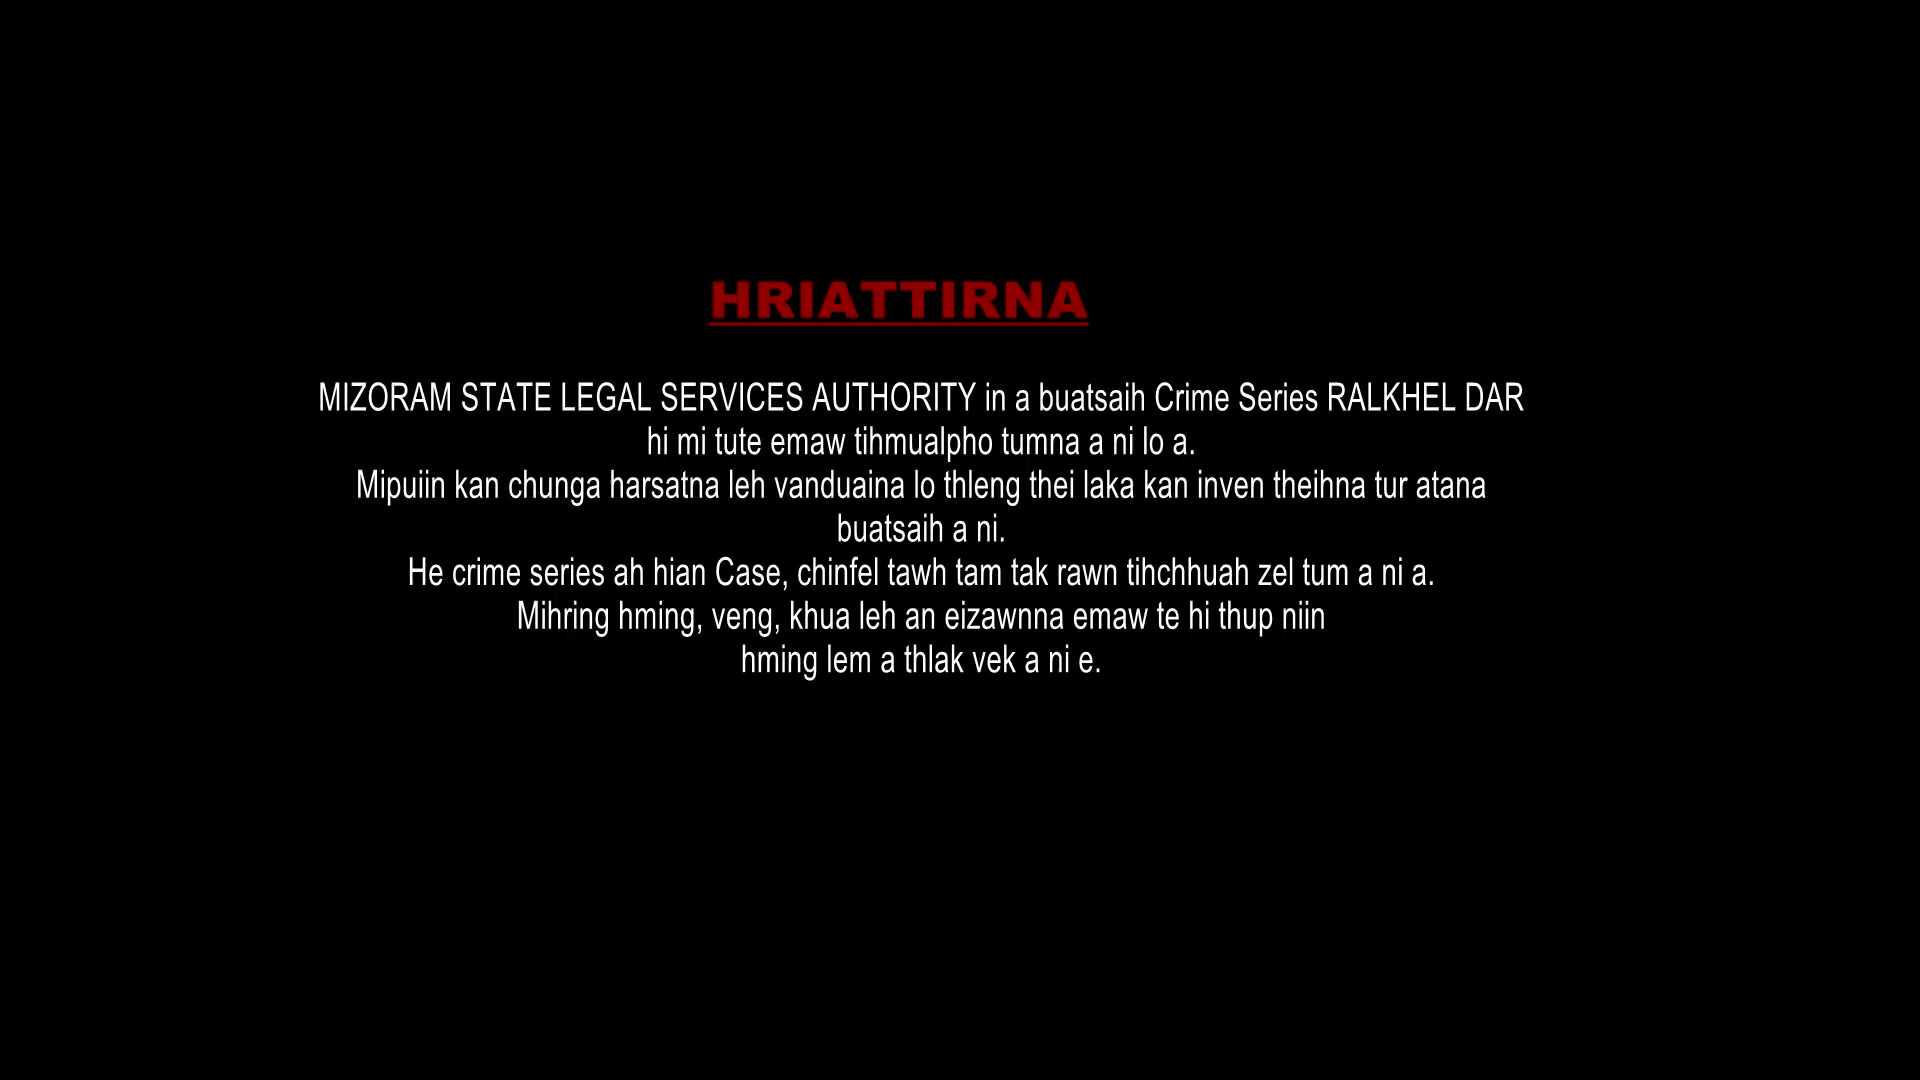 HRIATTIRNA
MIZORAM STATE LEGAL SERVICES AUTHORITY in a buatsaih Crime Series RALKHEL DAR
hi mi tute emaw tihmualpho tumna a ni lo a.
Mipuiin kan chunga harsatna leh vanduaina lo thleng thei laka kan inven theihna tur atana
buatsaih a ni.
He crime series ah hian Case, chinfel tawh tam tak rawn tihchhuah zel tum a ni a.
Mihring hming, veng, khua leh an eizawnna emaw te hi thup niin
hming lem a thlak vek a ni e.